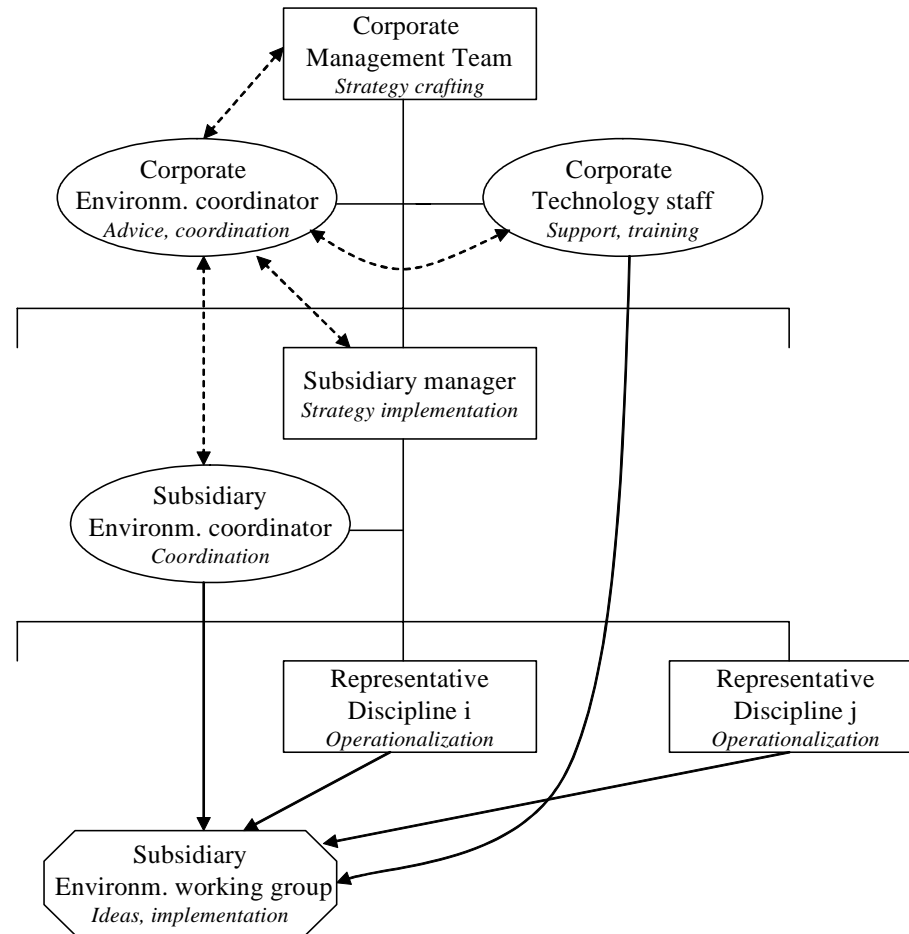 Corporate
Management Team
Strategy crafting
Corporate
Environm. coordinator
Advice, coordination
Corporate
Technology staff
Support, training
Subsidiary manager
Strategy implementation
Subsidiary
Environm. coordinator
Coordination
Representative
Discipline i
Operationalization
Representative
Discipline j
Operationalization
Subsidiary
Environm. working group
Ideas, implementation